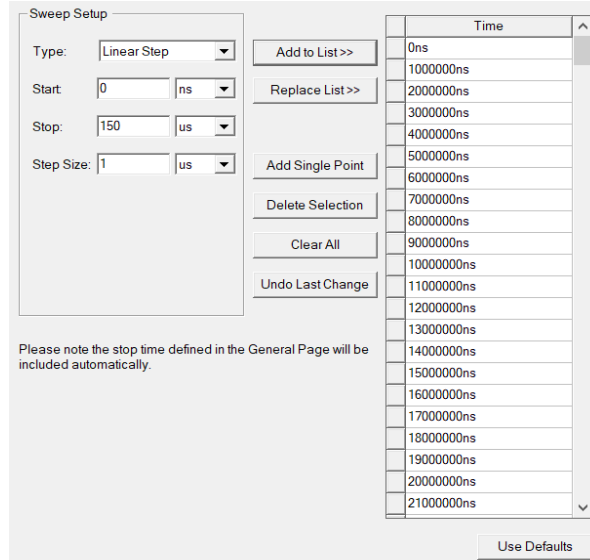 Sweep Setup
Type: Linear Step
Start: 0 ns
Stop: 150 us
Step Size: 1 us
Add to List >>
Replace List >>
Add Single Point
Delete Selection
Clear All
Undo Last Change
Please note the stop time defined in the General Page will be
included automatically.
Time
0ns
1000000ns
2000000ns
3000000ns
4000000ns
5000000ns
6000000ns
7000000ns
8000000ns
9000000ns
10000000ns
11000000ns
12000000ns
13000000ns
14000000ns
15000000ns
16000000ns
17000000ns
18000000ns
19000000ns
20000000ns
21000000ns
Use Defaults